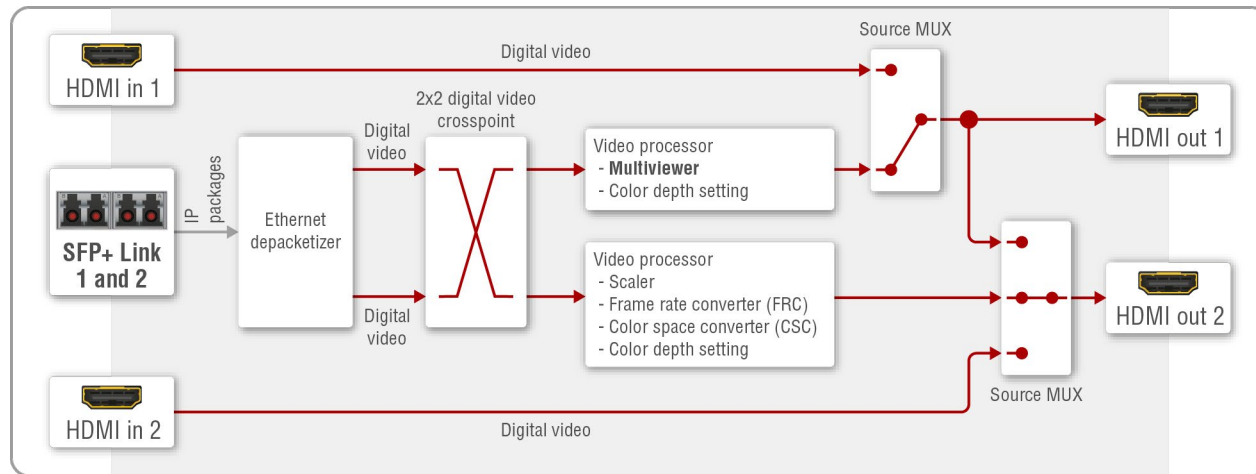 Source MUX
HDMI in 1
Digital video
2x2 digital video
crosspoint
Digital
video
Video processor
- Multiviewer
- Color depth setting
HDMI out 1
IP
packages
Ethernet
depacketizer
SFP+ Link
1 and 2
Video processor
- Scaler
- Frame rate converter (FRC)
- Color space converter (CSC)
- Color depth setting
Digital
video
HDMI out 2
Source MUX
HDMI in 2
Digital video